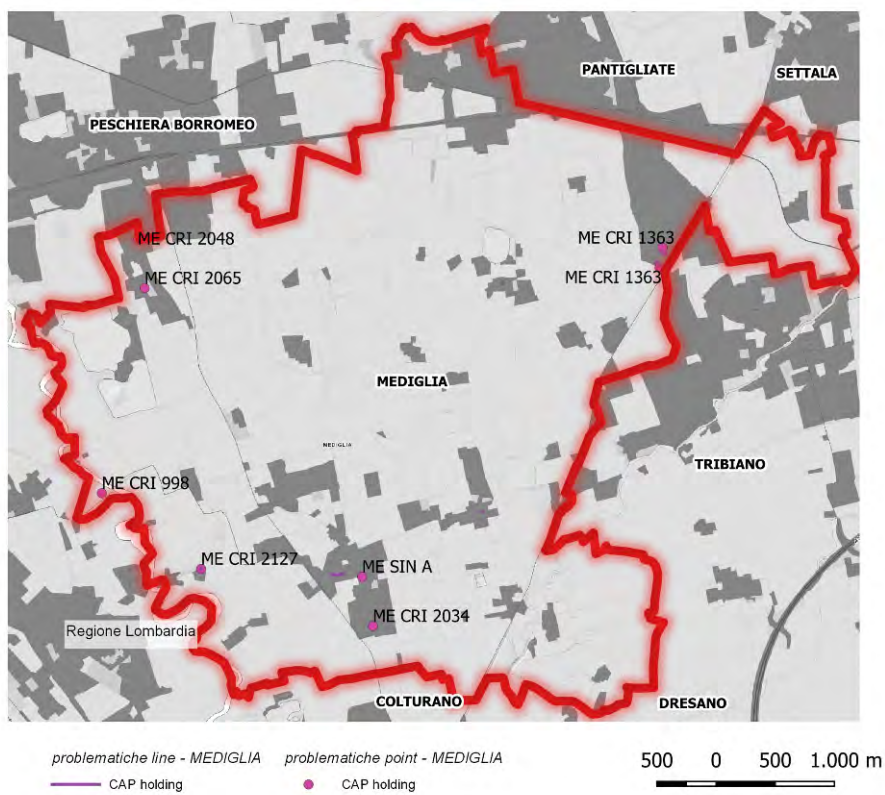 PANTIGLIATE
SETTALA
PESCHIERA BORROMEO
ME CRI 2048
ME CRI 1363
ME CRI 2065
ME CRI 1363
MEDIGLIA
MEDIGLIA
TRIBIANO
ME CRI 998
ME CRI 2127
ME SIN A
ME CRI 2034
Regione Lombardia
COLTURANO
DRESANO
problematiche line - MEDIGLIA
problematiche point - MEDIGLIA
500 0 500 1.000 m
CAP holding
CAP holding